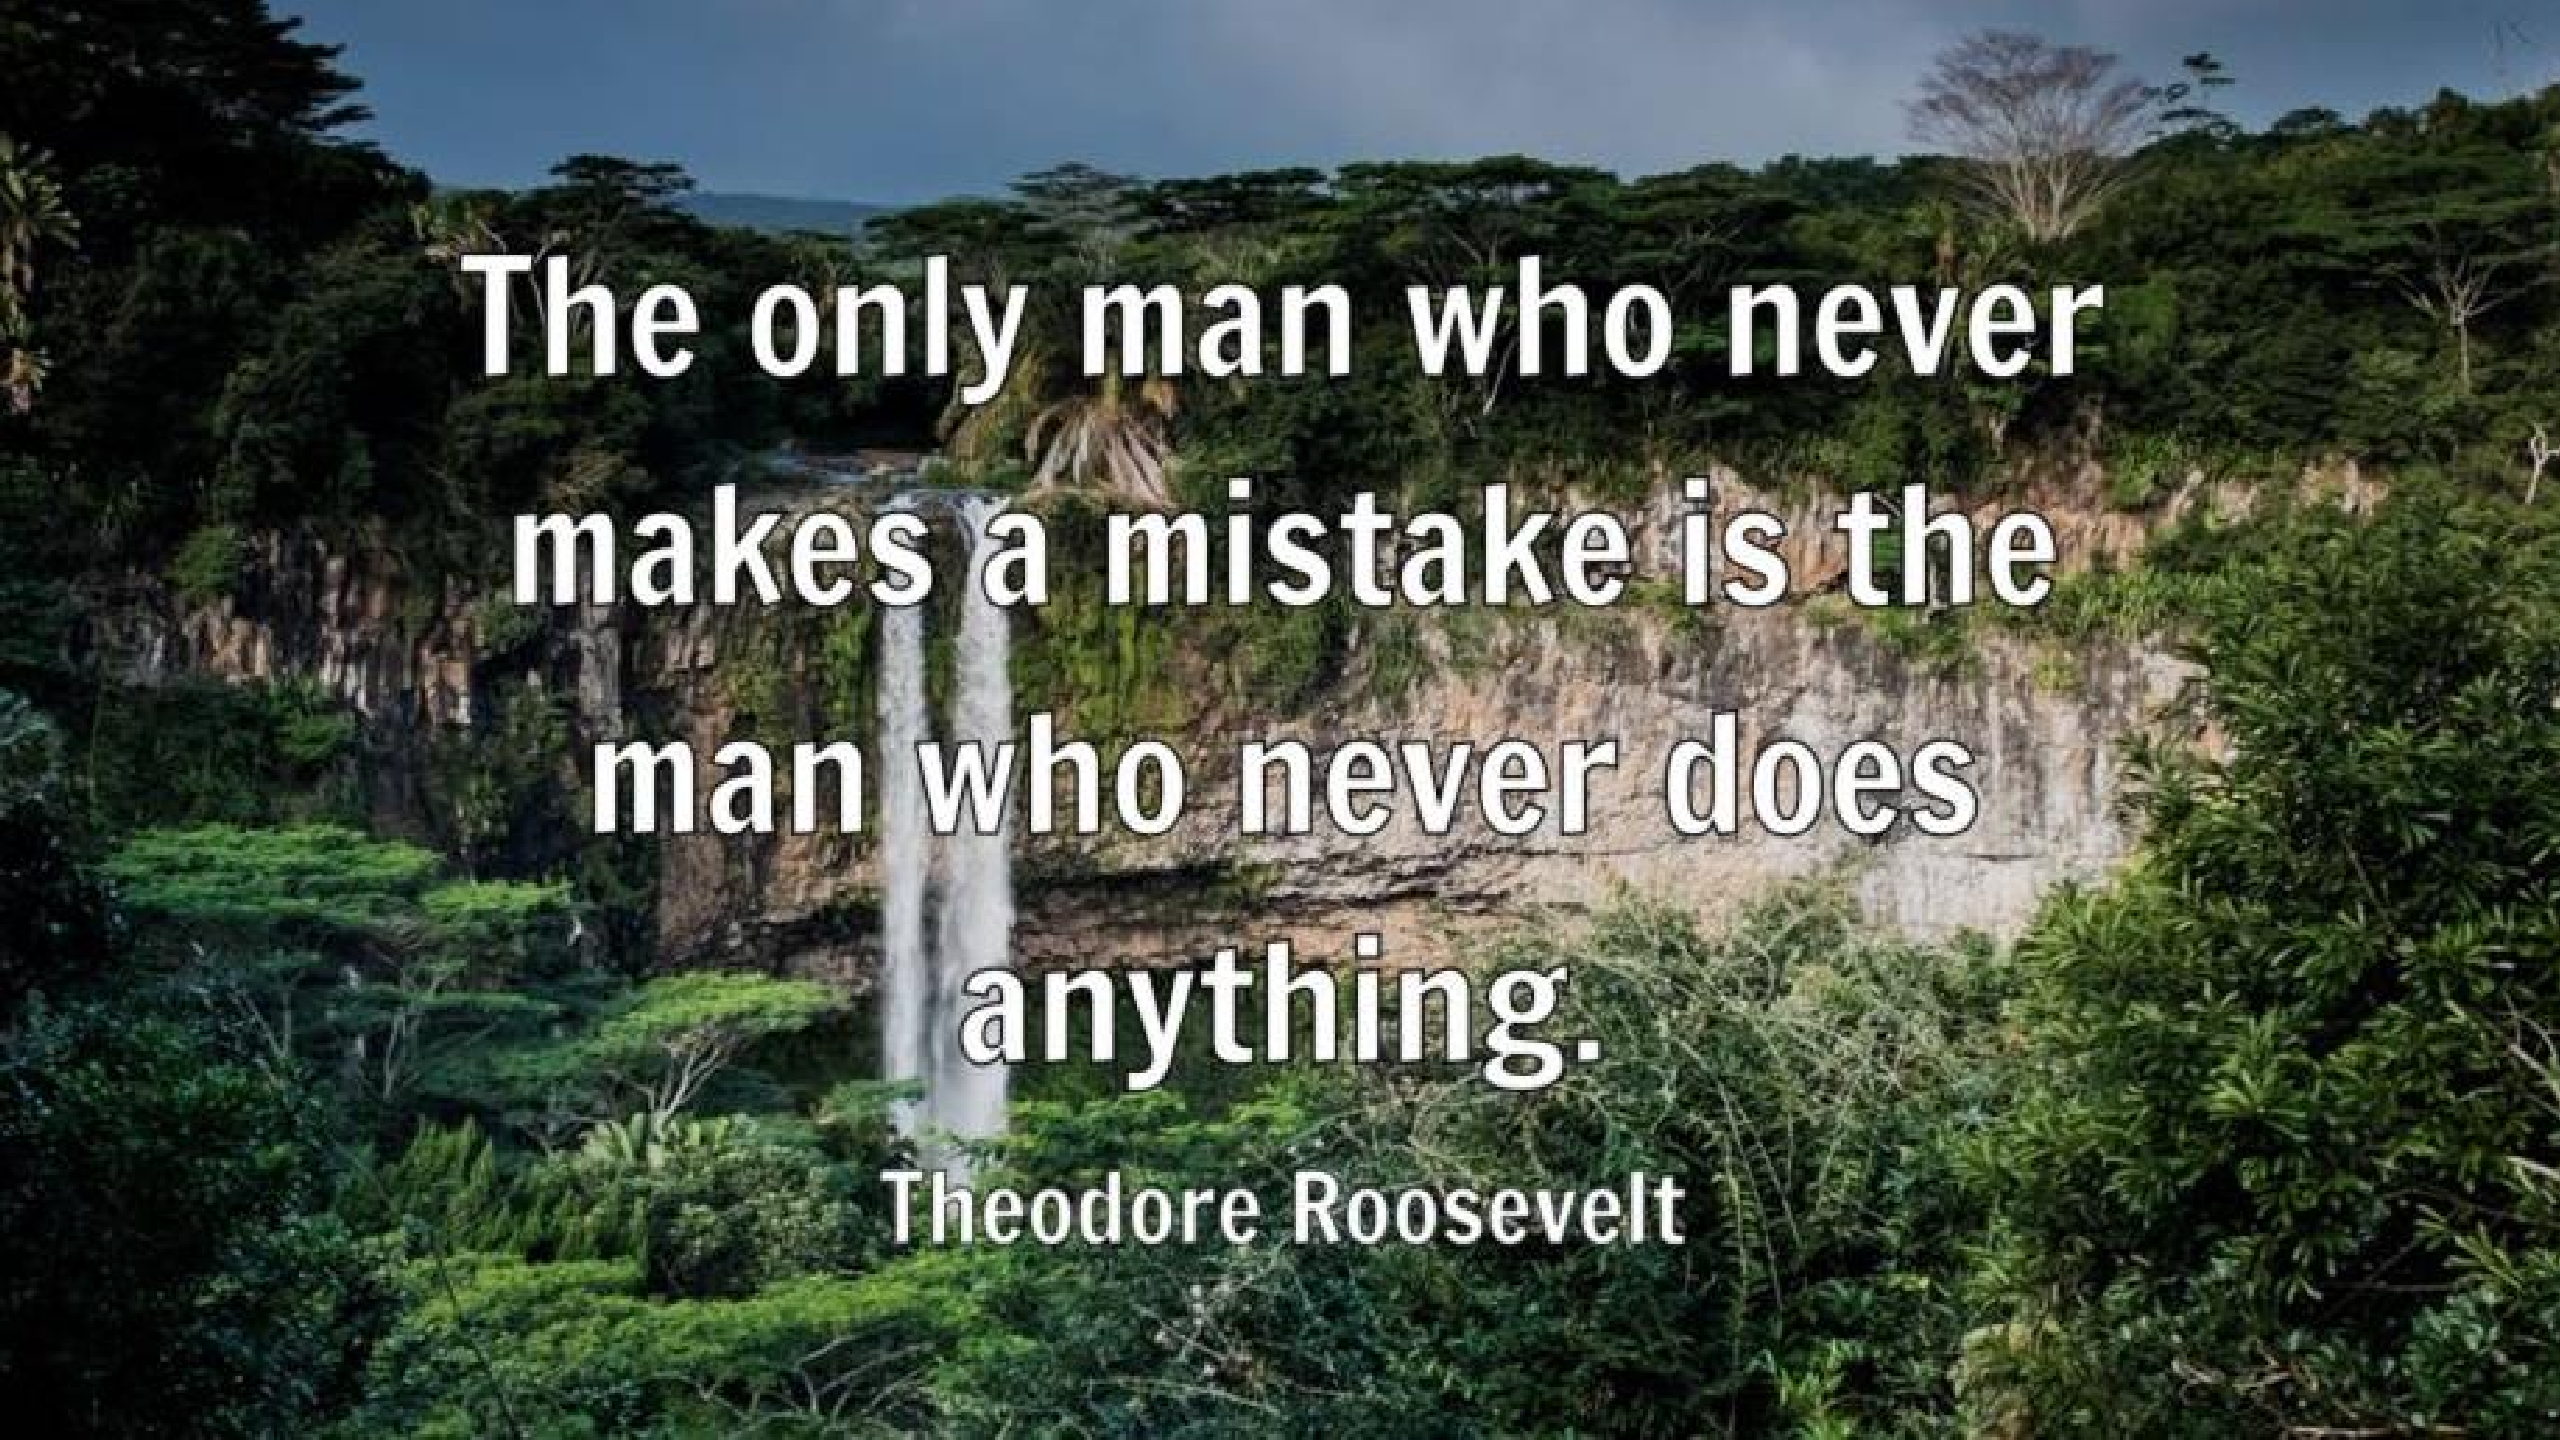 The only man who never
makes a mistake is the
man who never does
anything.
Theodore Roosevelt